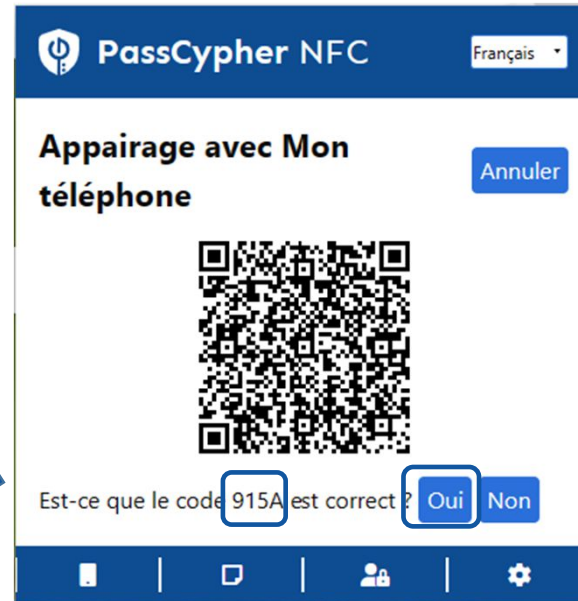 PassCypher NFC
Français
Appairage avec Mon
téléphone
Annuler
Est-ce que le code 915A est correct ? Oui Non